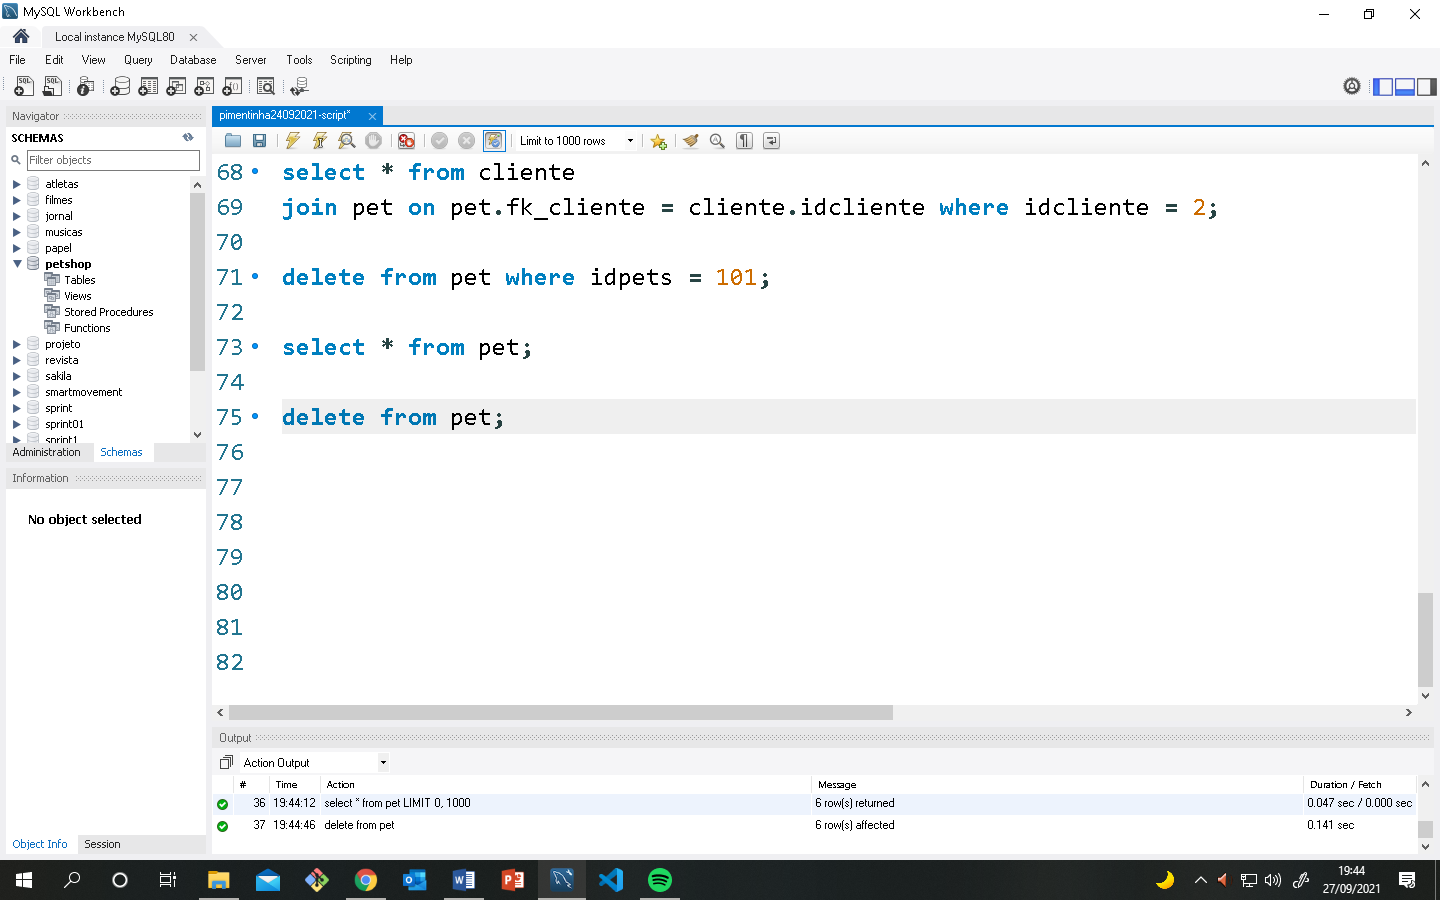 MySQL Workbench
Local instance MySQL80
File Edit View Query Database Server Tools Scripting Help
Navigator
SCHEMAS
Filter objects
atletas
filmes
jornal
musicas
papel
petshop
Tables
Views
Stored Procedures
Functions
projeto
revista
sakila
smartmovement
sprint
sprint01
sprint1
Administration Schemas
Information
No object selected
Object Info Session
pimentinha24092021-script*
Limit to 1000 rows
68 select * from cliente
69 join pet on pet.fk_cliente = cliente.idcliente where idcliente = 2;
70
71 delete from pet where idpets = 101;
72
73 select * from pet;
74
75 delete from pet;
76
77
78
79
80
81
82
Output
Action Output
# Time Action Message Duration / Fetch
36 19:44:12 select * from pet LIMIT 0, 1000 6 row(s) returned 0.047 sec / 0.000 sec
37 19:44:46 delete from pet 6 row(s) affected 0.141 sec
19:44
27/09/2021